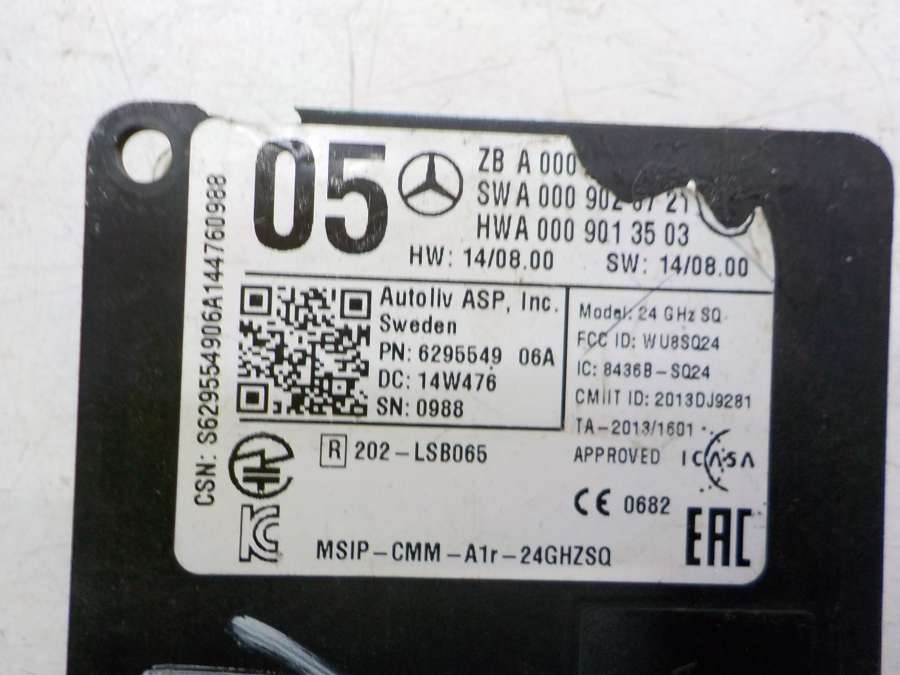 05
ZB A 000
SW A 000 902 8721
HWA 000 901 35 03
HW: 14/08.00 SW: 14/08.00
CSN: S629554906A1444760988
Autoliv ASP, Inc.
Sweden
PN: 6295549 06A
DC: 14W476
SN: 0988
Model: 24 GHz SQ
FCC ID: WU8SQ24
IC: 8436B-SQ24
CMIIT ID: 2013DJ9281
TA-2013/1601
APPROVED ICASA
R 202-LSB065
CE 0682
EAC
MSIP-CMM-A1r-24GHZSQ